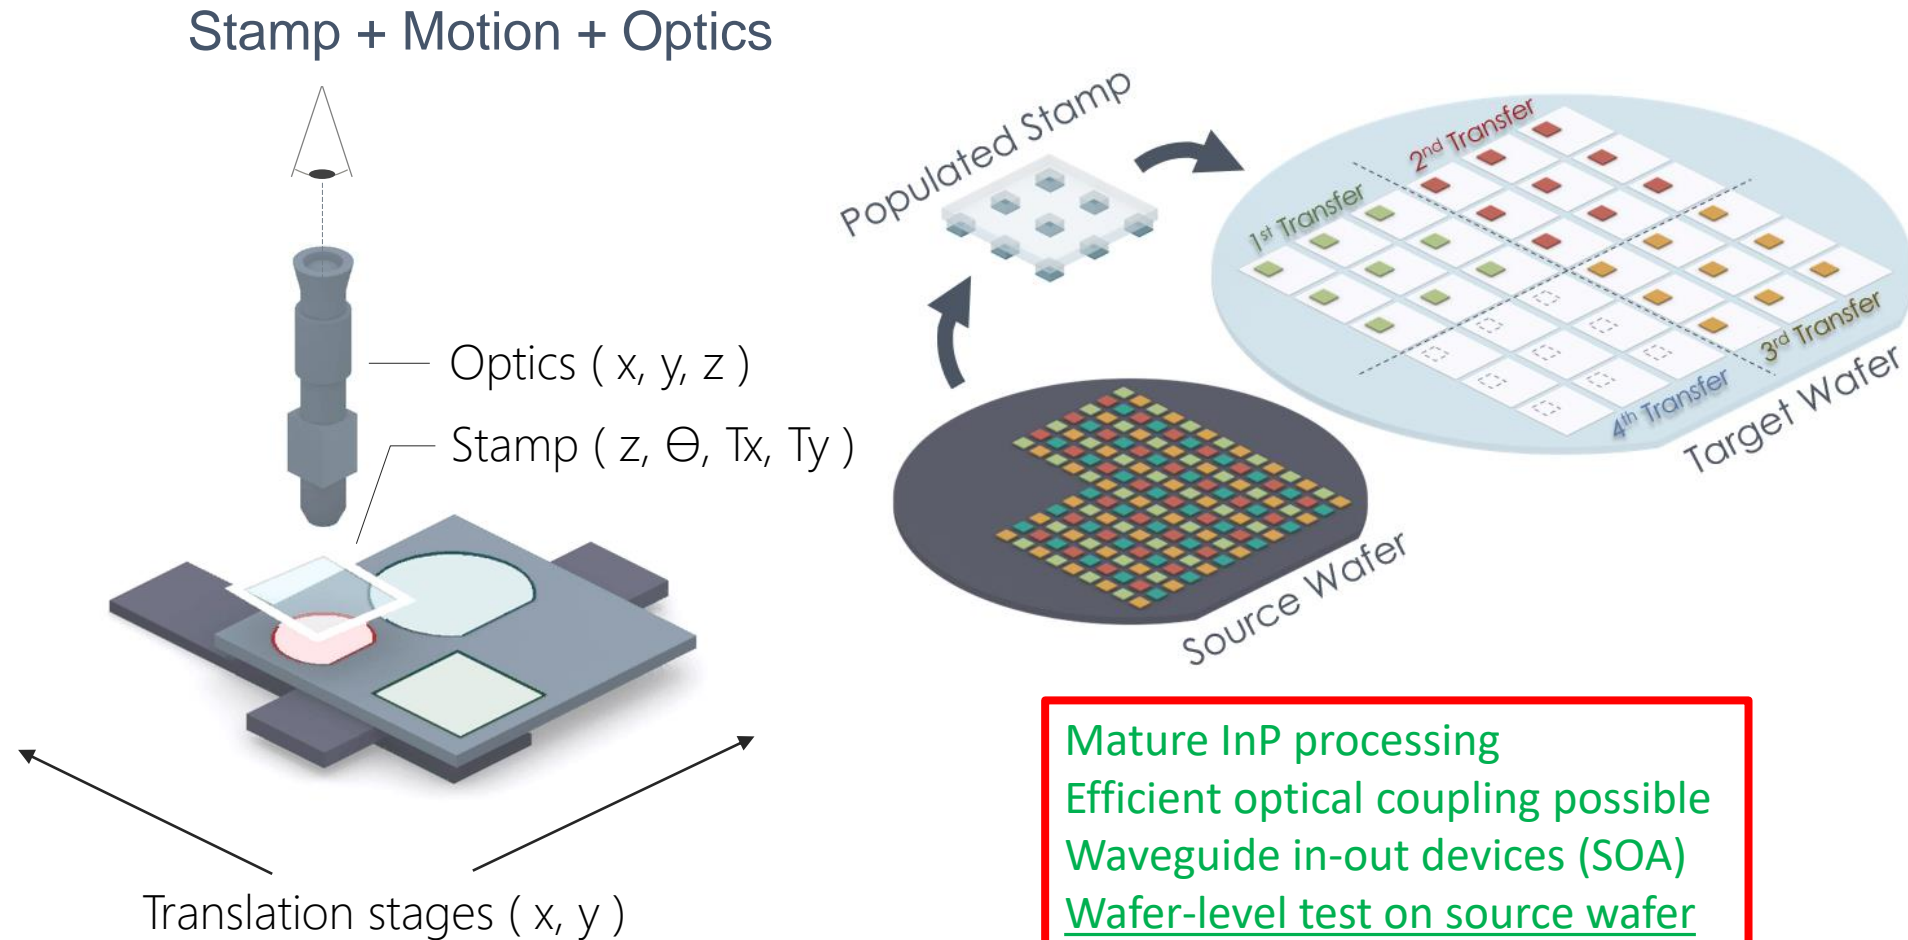 Stamp + Motion + Optics
Optics ( x, y, z )
Stamp ( z, Ө, Tx, Ty )
Translation stages ( x, y )
Populated Stamp
Source Wafer
1st Transfer
2nd Transfer
3rd Transfer
4th Transfer
Target Wafer
Mature InP processing
Efficient optical coupling possible
Waveguide in-out devices (SOA)
Wafer-level test on source wafer